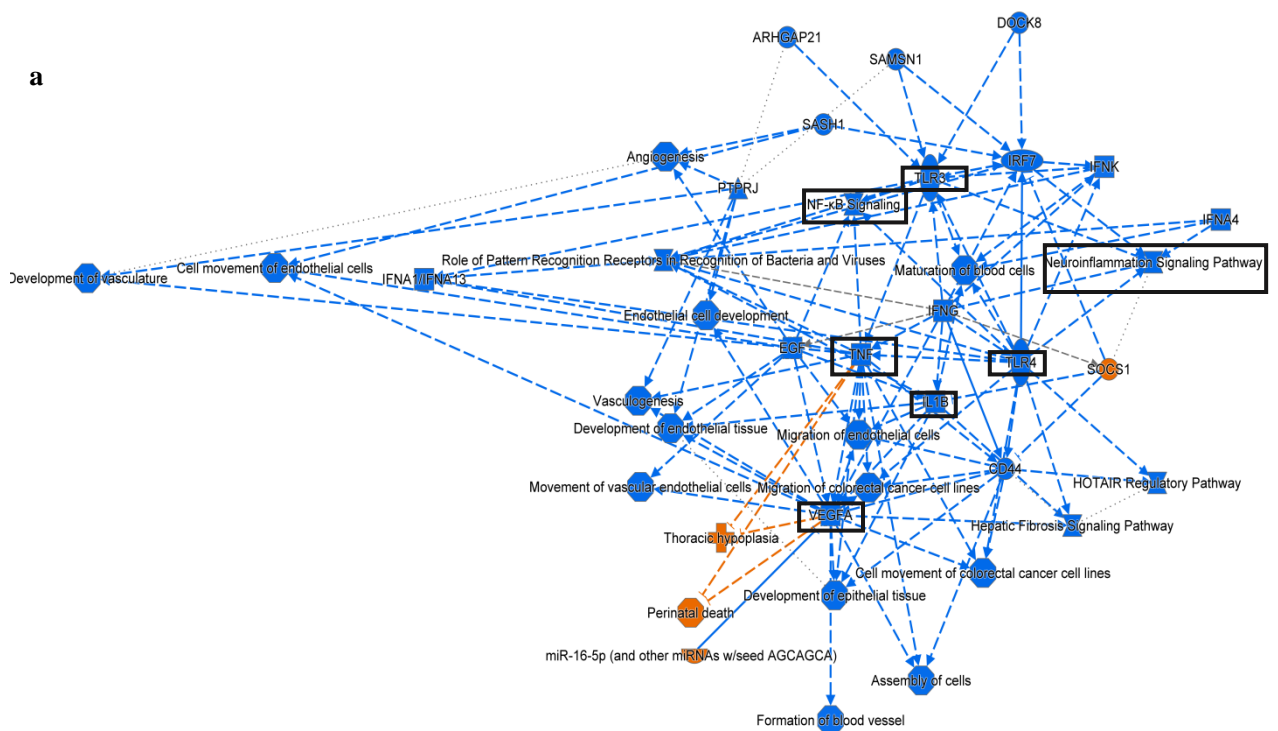 DOCK8
ARHGAP21
SAMSN1
a
SASH1
Angiogenesis
IRF7
IFNK
TLR3
PTPRJ
NF-κB Signaling
IFNA4
Role of Pattern Recognition Receptors in Recognition of Bacteria and Viruses
Neuroinflammation Signaling Pathway
Cell movement of endothelial cells
Maturation of blood cells
Development of vasculature
IFNA1/IFNA13
IFNG
Endothelial cell development
EGF
TNF
TLR4
SOCS1
Vasculogenesis
IL1B
Development of endothelial tissue
Migration of endothelial cells
CD44
Movement of vascular endothelial cells
Migration of colorectal cancer cell lines
HOTAIR Regulatory Pathway
VEGFA
Hepatic Fibrosis Signaling Pathway
Thoracic hypoplasia
Cell movement of colorectal cancer cell lines
Development of epithelial tissue
Perinatal death
miR-16-5p (and other miRNAs w/seed AGCAGCA)
Assembly of cells
Formation of blood vessel